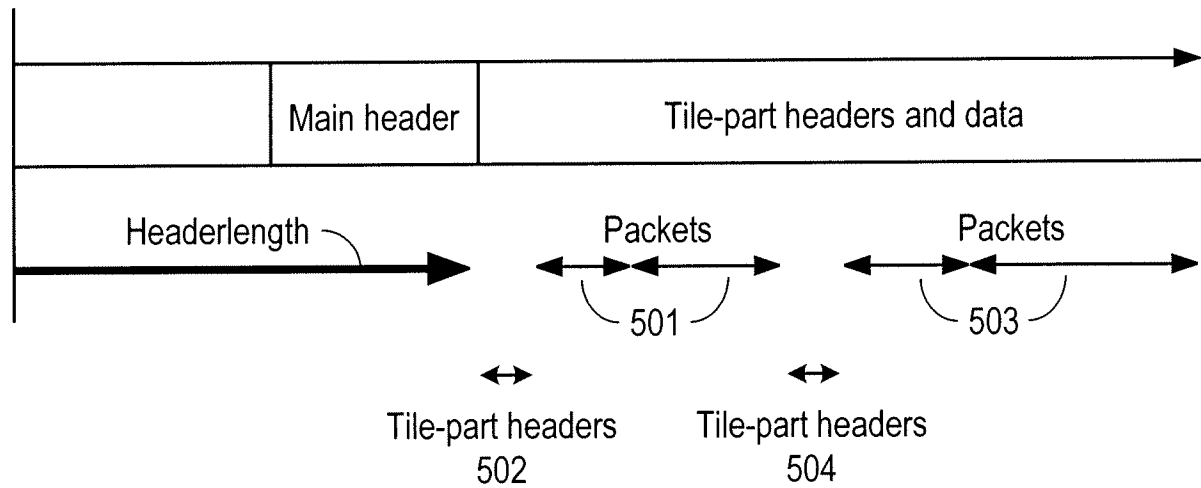 Main header
Tile-part headers and data
Headerlength
Packets
Packets
501
503
Tile-part headers
502
Tile-part headers
504